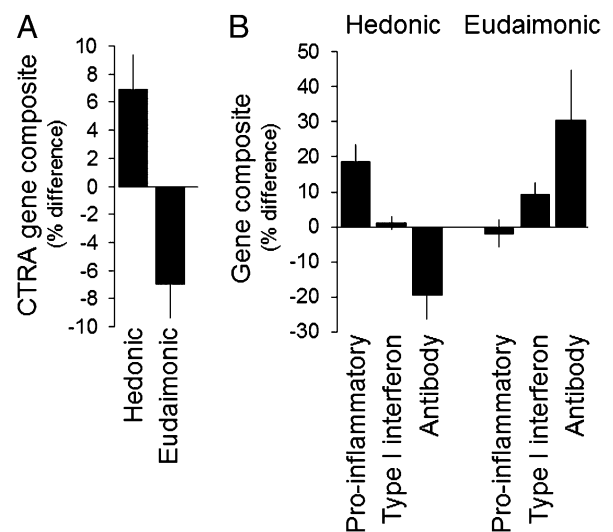 A
CTRA gene composite
(% difference)
10
8
6
4
2
0
-2
-4
-6
-8
-10
Hedonic
Eudaimonic
B
Hedonic Eudaimonic
Gene composite
(% difference)
50
40
30
20
10
0
-10
-20
-30
Pro-inflammatory
Type I interferon
Antibody
Pro-inflammatory
Type I interferon
Antibody